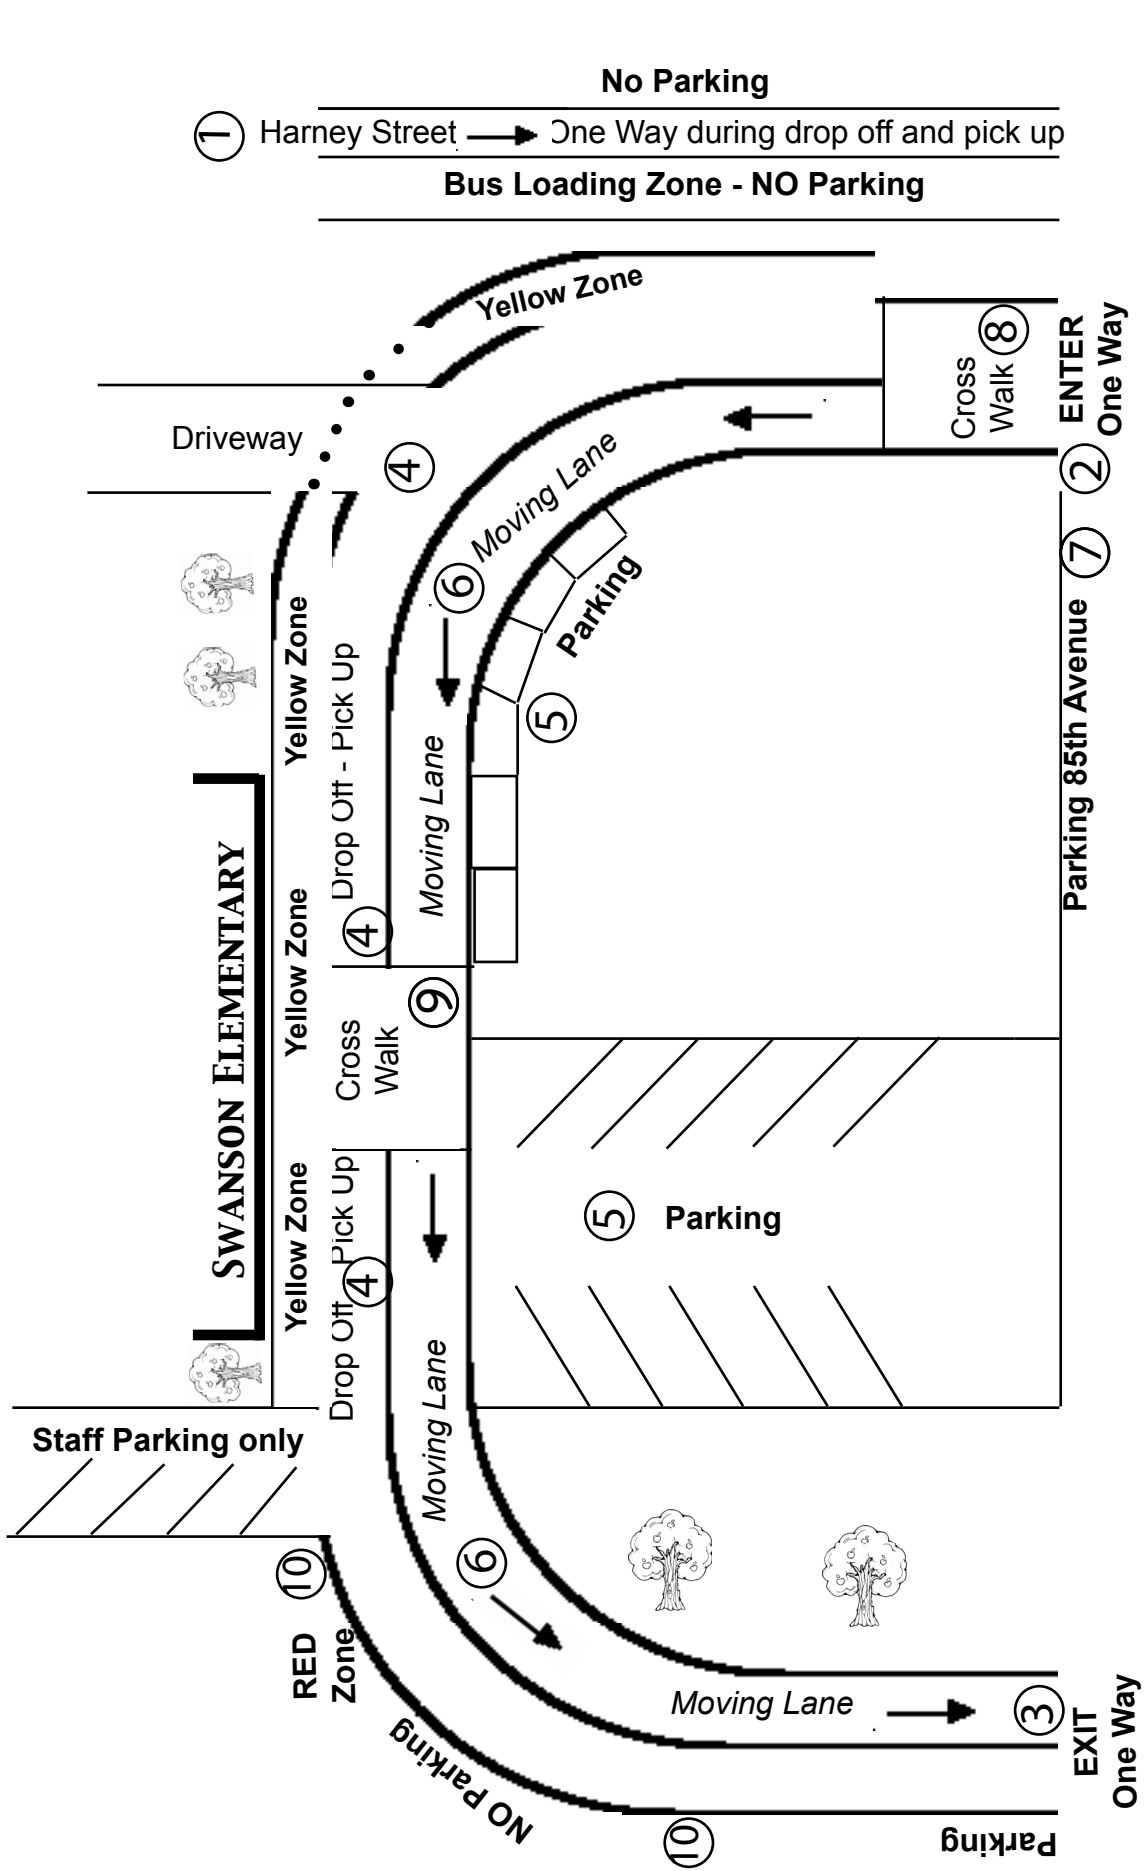 No Parking
1 Harney Street One Way during drop off and pick up
Bus Loading Zone - NO Parking
Yellow Zone
8
Cross
Walk
ENTER
One Way
Driveway
4
2
Moving Lane
6
7
Parking
5
Parking 85th Avenue
Yellow Zone
Drop Off - Pick Up
Moving Lane
4
SWANSON ELEMENTARY
Yellow Zone
9
Cross
Walk
Yellow Zone
Drop Off Pick Up
4
5 Parking
Moving Lane
Staff Parking only
6
10
RED
Zone
NO Parking
Moving Lane
3
EXIT
One Way
10
Parking